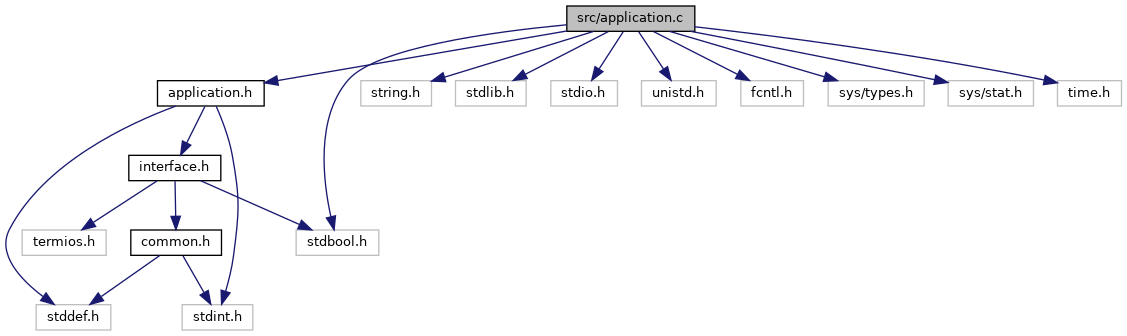 src/application.c
application.h
string.h
stdlib.h
stdio.h
unistd.h
fcntl.h
sys/types.h
sys/stat.h
time.h
interface.h
termios.h
common.h
stdbool.h
stddef.h
stdint.h